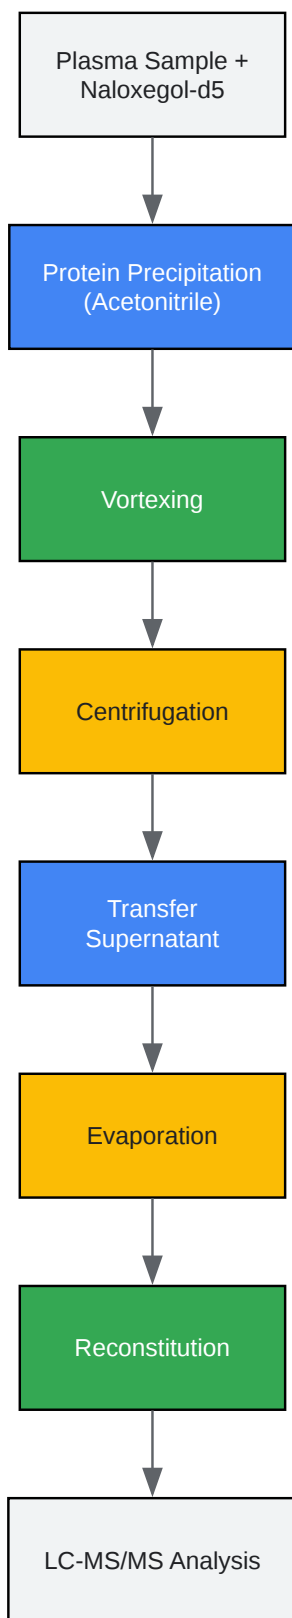 Plasma Sample +
Naloxegol-d5
Protein Precipitation
(Acetonitrile)
Vortexing
Centrifugation
Transfer
Supernatant
Evaporation
Reconstitution
LC-MS/MS Analysis